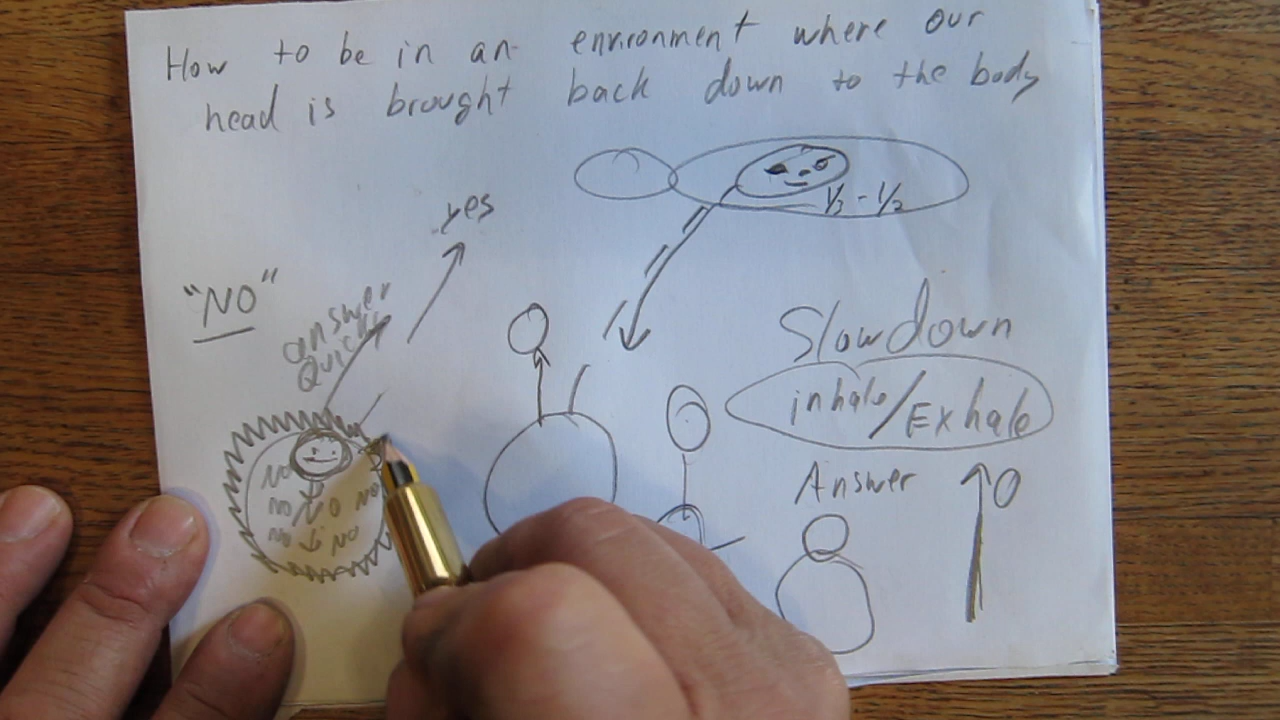 How to be in an environment where our
head is brought back down to the body
1/3 - 1/2
yes
"NO"
answer
Quick
Slowdown
inhale/Exhale
Answer
NO
NO NO NO
NO NO